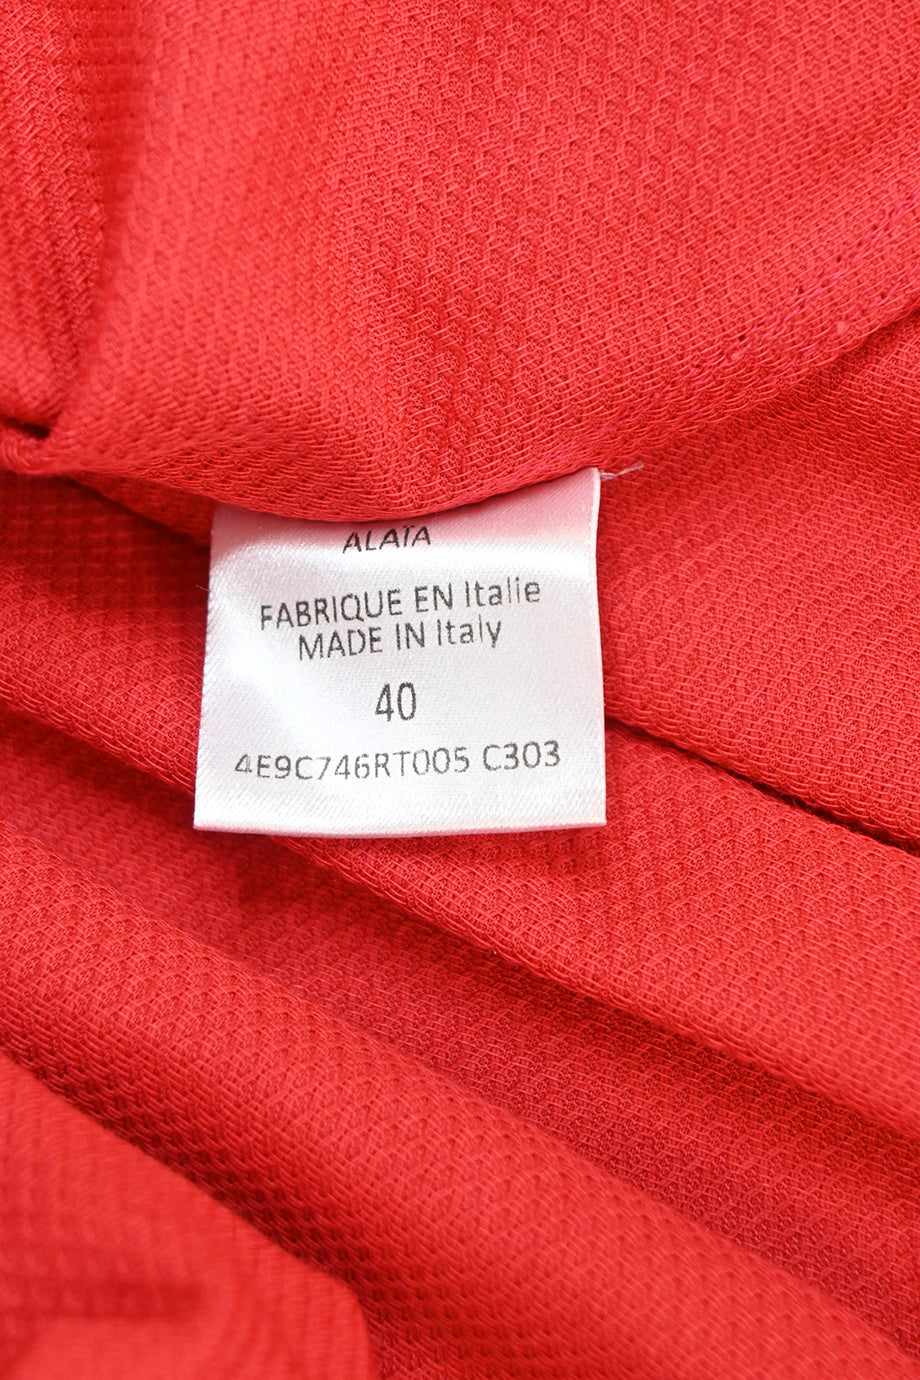 ALAÏA
FABRIQUE EN Italie
MADE IN Italy
40
4E9C746RT005 C303